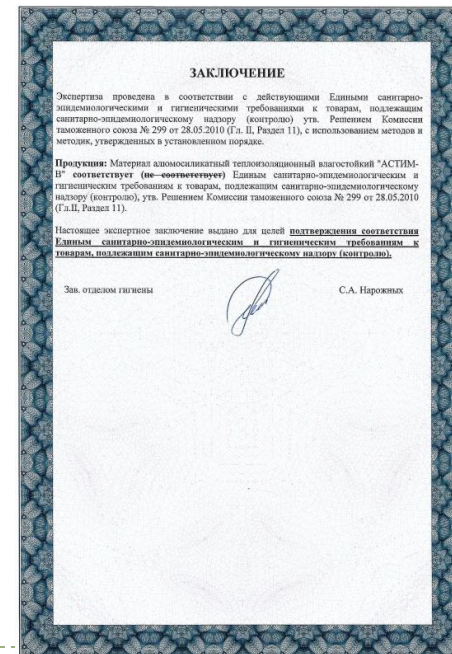 ЗАКЛЮЧЕНИЕ
Экспертиза проведена в соответствии с действующими Едиными санитарно-
эпидемиологическими и гигиеническими требованиями к товарам, подлежащим
санитарно-эпидемиологическому надзору (контролю) утв. Решением Комиссии
таможенного союза № 299 от 28.05.2010 (Гл. II, Раздел 11), с использованием методов и
методик, утвержденных в установленном порядке.
Продукция: Материал алюмосиликатный теплоизоляционный влагостойкий "АСТИМ-
В" соответствует (не соответствует) Единым санитарно-эпидемиологическим и
гигиеническим требованиям к товарам, подлежащим санитарно-эпидемиологическому
надзору (контролю), утв. Решением Комиссии таможенного союза № 299 от 28.05.2010
(Гл.II, Раздел 11).
Настоящее экспертное заключение выдано для целей подтверждения соответствия
Единым санитарно-эпидемиологическим и гигиеническим требованиям к
товарам, подлежащим санитарно-эпидемиологическому надзору (контролю).
Зав. отделом гигиены С.А. Нарожных